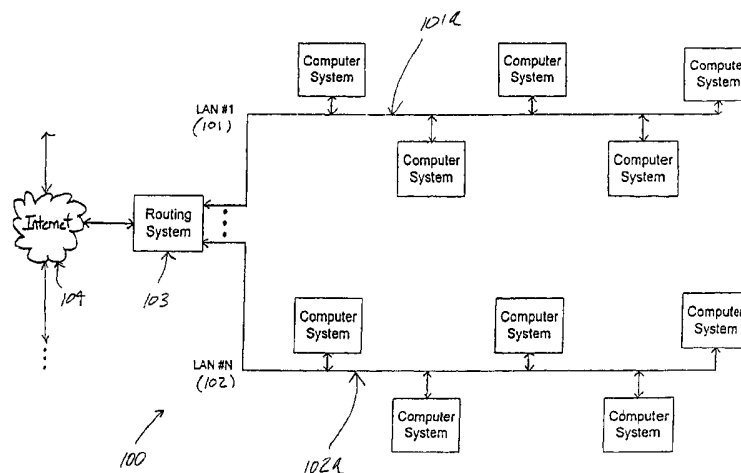 101a
Computer
System
Computer
System
Computer
System
LAN #1
(101)
Computer
System
Computer
System
Internet
Routing
System
104
103
Computer
System
Computer
System
Computer
System
LAN #N
(102)
Computer
System
Computer
System
100
102a